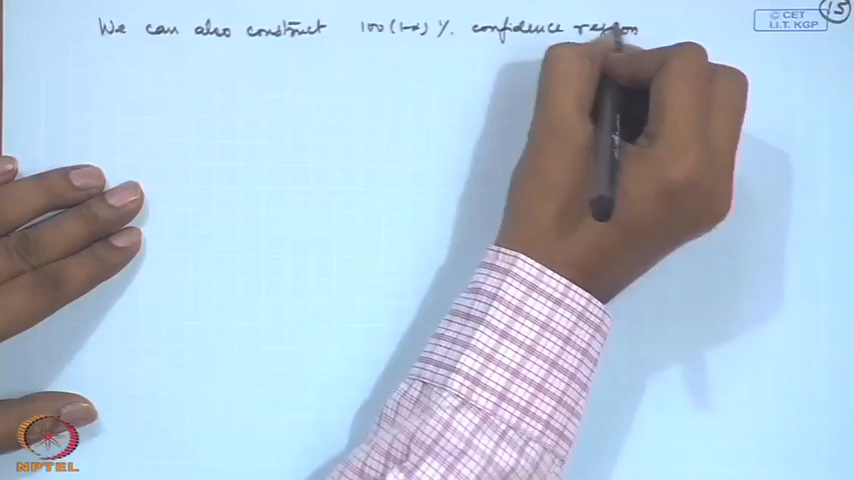 We can also construct 100(1-α) %. confidence region
© CET
I.I.T. KGP
15
NPTEL